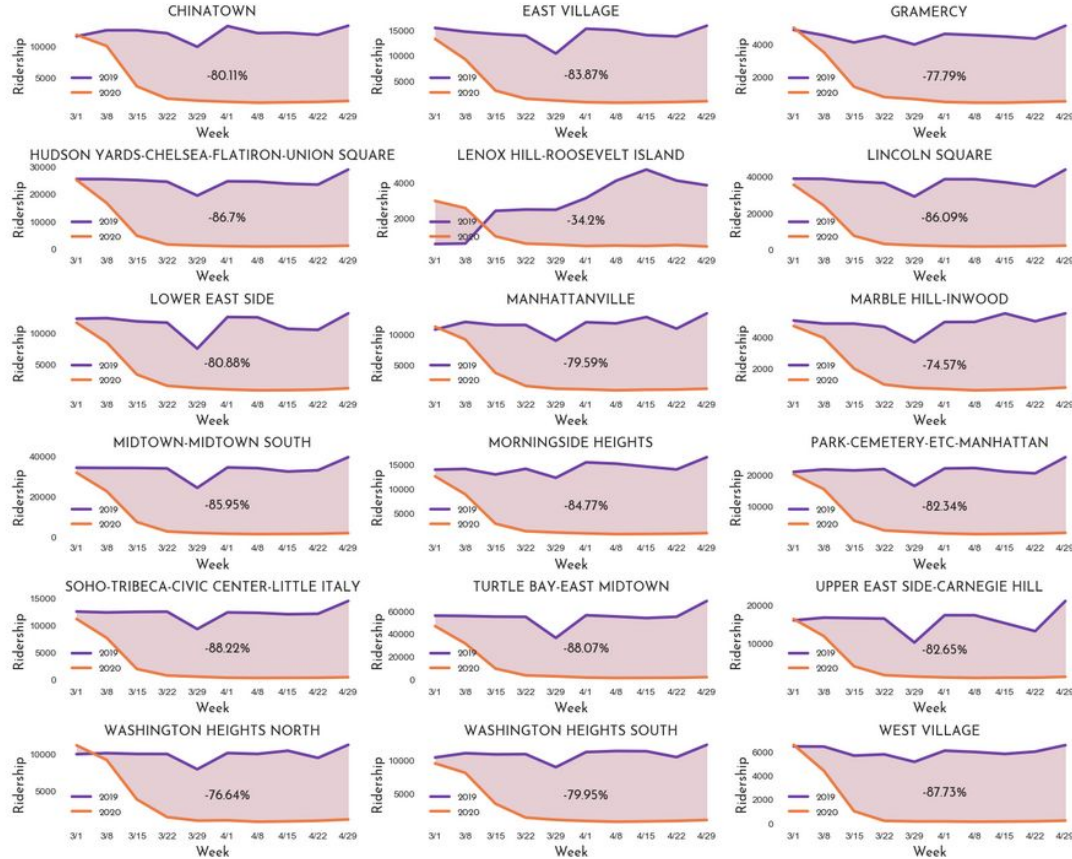 CHINATOWN
Ridership
10000
5000
-80.11%
2019
2020
3/1 3/8 3/15 3/22 3/29 4/1 4/8 4/15 4/22 4/29
Week
EAST VILLAGE
Ridership
15000
10000
5000
-83.87%
2019
2020
3/1 3/8 3/15 3/22 3/29 4/1 4/8 4/15 4/22 4/29
Week
GRAMERCY
Ridership
4000
2000
-77.79%
2019
2020
3/1 3/8 3/15 3/22 3/29 4/1 4/8 4/15 4/22 4/29
Week
HUDSON YARDS-CHELSEA-FLATIRON-UNION SQUARE
Ridership
30000
20000
10000
0
-86.7%
2019
2020
3/1 3/8 3/15 3/22 3/29 4/1 4/8 4/15 4/22 4/29
Week
LENOX HILL-ROOSEVELT ISLAND
Ridership
4000
2000
-34.2%
2019
2020
3/1 3/8 3/15 3/22 3/29 4/1 4/8 4/15 4/22 4/29
Week
LINCOLN SQUARE
Ridership
40000
20000
0
-86.09%
2019
2020
3/1 3/8 3/15 3/22 3/29 4/1 4/8 4/15 4/22 4/29
Week
LOWER EAST SIDE
Ridership
10000
5000
-80.88%
2019
2020
3/1 3/8 3/15 3/22 3/29 4/1 4/8 4/15 4/22 4/29
Week
MANHATTANVILLE
Ridership
10000
5000
-79.59%
2019
2020
3/1 3/8 3/15 3/22 3/29 4/1 4/8 4/15 4/22 4/29
Week
MARBLE HILL-INWOOD
Ridership
4000
2000
-74.57%
2019
2020
3/1 3/8 3/15 3/22 3/29 4/1 4/8 4/15 4/22 4/29
Week
MIDTOWN-MIDTOWN SOUTH
Ridership
40000
20000
0
-85.95%
2019
2020
3/1 3/8 3/15 3/22 3/29 4/1 4/8 4/15 4/22 4/29
Week
MORNINGSIDE HEIGHTS
Ridership
15000
10000
5000
-84.77%
2019
2020
3/1 3/8 3/15 3/22 3/29 4/1 4/8 4/15 4/22 4/29
Week
PARK-CEMETERY-ETC-MANHATTAN
Ridership
20000
10000
-82.34%
2019
2020
3/1 3/8 3/15 3/22 3/29 4/1 4/8 4/15 4/22 4/29
Week
SOHO-TRIBECA-CIVIC CENTER-LITTLE ITALY
Ridership
15000
10000
5000
0
-88.22%
2019
2020
3/1 3/8 3/15 3/22 3/29 4/1 4/8 4/15 4/22 4/29
Week
TURTLE BAY-EAST MIDTOWN
Ridership
60000
40000
20000
0
-88.07%
2019
2020
3/1 3/8 3/15 3/22 3/29 4/1 4/8 4/15 4/22 4/29
Week
UPPER EAST SIDE-CARNEGIE HILL
Ridership
20000
10000
-82.65%
2019
2020
3/1 3/8 3/15 3/22 3/29 4/1 4/8 4/15 4/22 4/29
Week
WASHINGTON HEIGHTS NORTH
Ridership
10000
5000
-76.64%
2019
2020
3/1 3/8 3/15 3/22 3/29 4/1 4/8 4/15 4/22 4/29
Week
WASHINGTON HEIGHTS SOUTH
Ridership
10000
5000
-79.95%
2019
2020
3/1 3/8 3/15 3/22 3/29 4/1 4/8 4/15 4/22 4/29
Week
WEST VILLAGE
Ridership
6000
4000
2000
0
-87.73%
2019
2020
3/1 3/8 3/15 3/22 3/29 4/1 4/8 4/15 4/22 4/29
Week